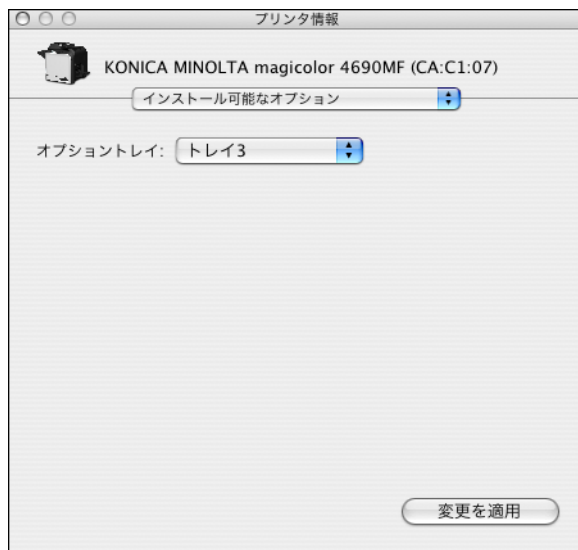 プリンタ情報
KONICA MINOLTA magicolor 4690MF (CA:C1:07)
インストール可能なオプション
オプショントレイ: トレイ3
変更を適用